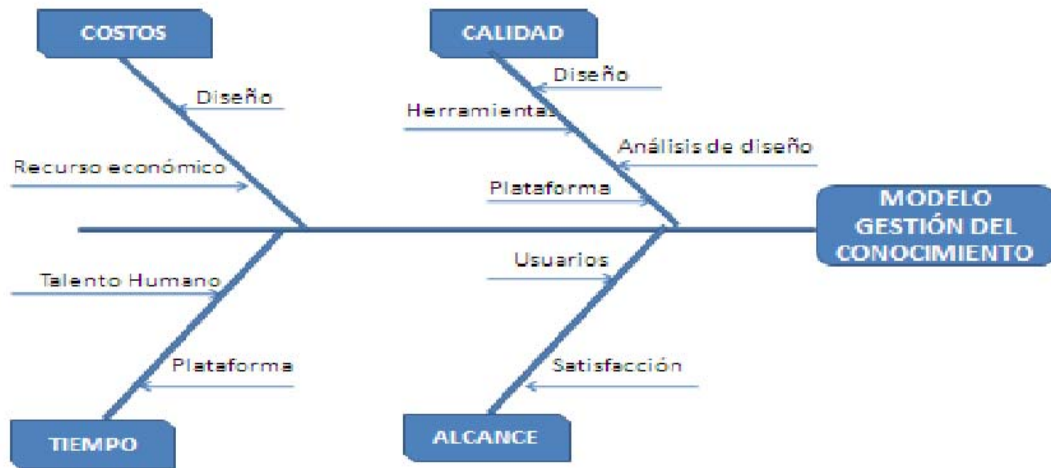 COSTOS
CALIDAD
Diseño
Diseño
Herramientas
Análisis de diseño
Recurso económico
Plataforma
MODELO
GESTIÓN DEL
CONOCIMIENTO
Usuarios
Talento Humano
Plataforma
Satisfacción
TIEMPO
ALCANCE